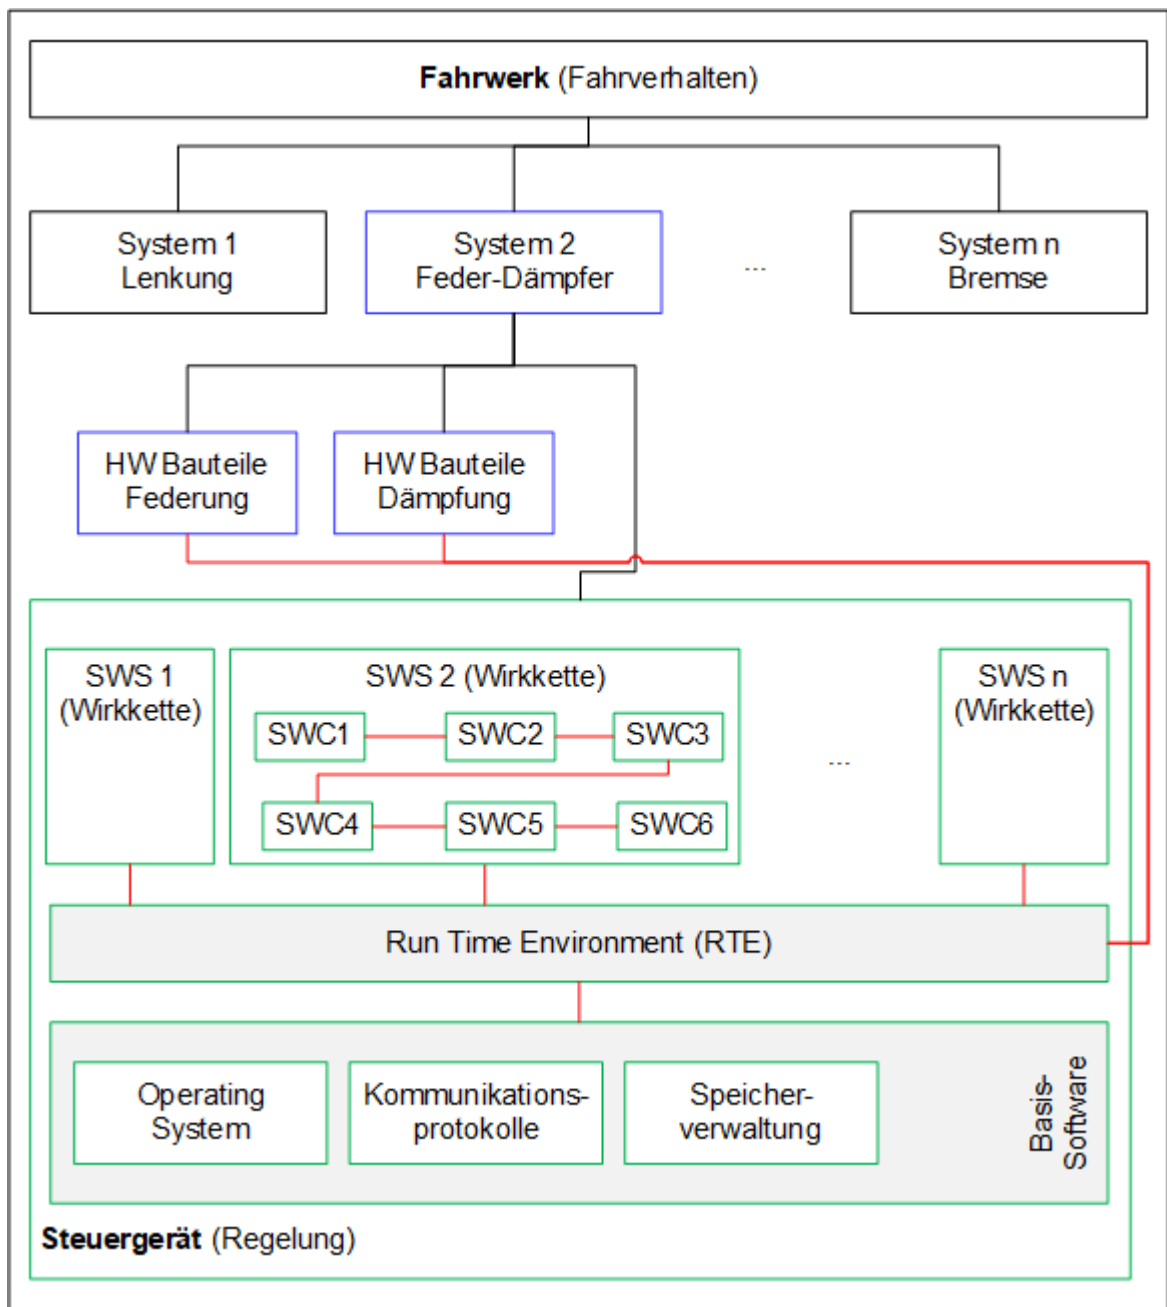 Fahrwerk (Fahrverhalten)
System 1
Lenkung
System 2
Feder-Dämpfer
...
System n
Bremse
HW Bauteile
Federung
HW Bauteile
Dämpfung
SWS 1
(Wirkkette)
SWS 2 (Wirkkette)
SWC1
SWC2
SWC3
SWC4
SWC5
SWC6
...
SWS n
(Wirkkette)
Run Time Environment (RTE)
Operating
System
Kommunikations-
protokolle
Speicher-
verwaltung
Basis-
Software
Steuergerät (Regelung)